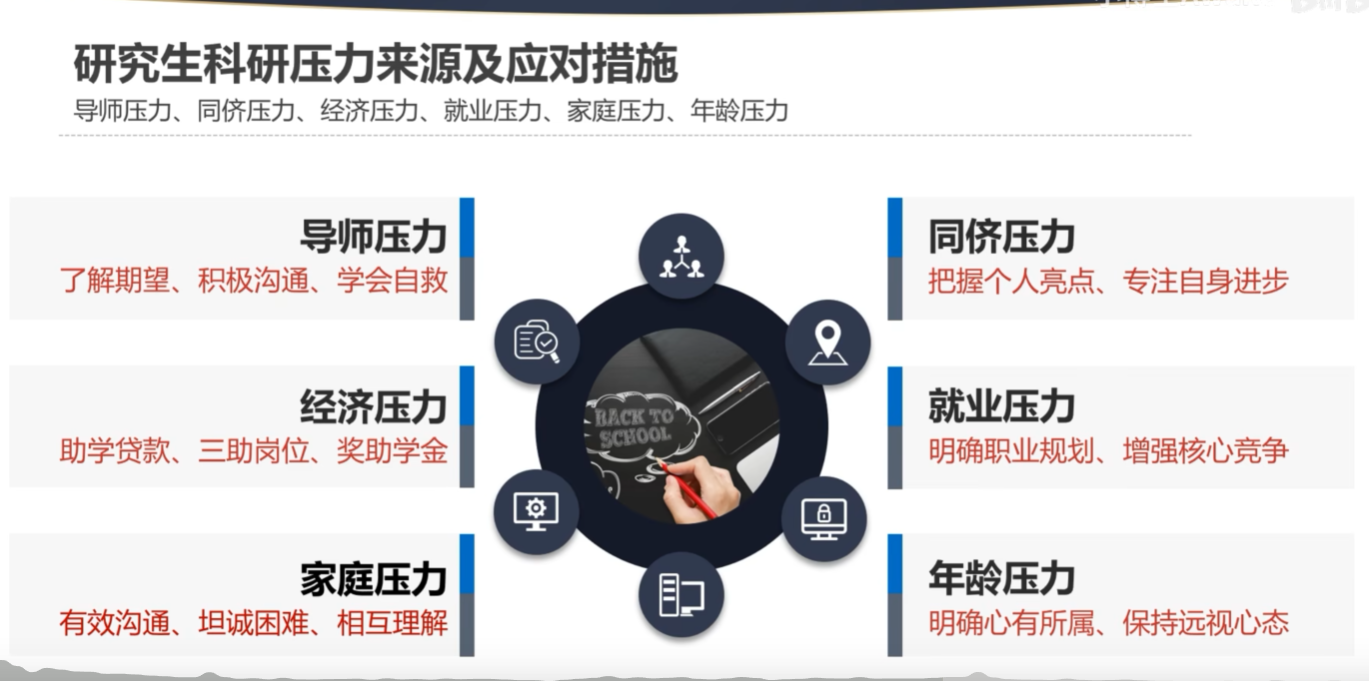 研究生科研压力来源及应对措施
导师压力、同侪压力、经济压力、就业压力、家庭压力、年龄压力
导师压力
了解期望、积极沟通、学会自救
同侪压力
把握个人亮点、专注自身进步
经济压力
助学贷款、三助岗位、奖助学金
就业压力
明确职业规划、增强核心竞争
家庭压力
有效沟通、坦诚困难、相互理解
年龄压力
明确心有所属、保持远视心态
BACK TO
SCHOOL